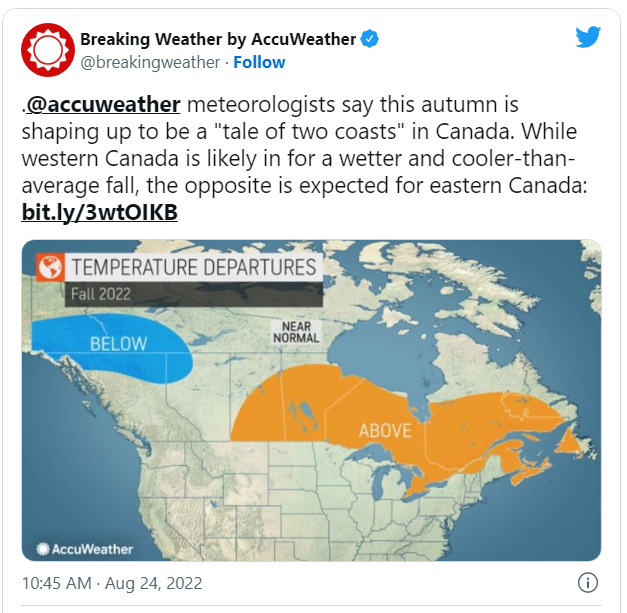 Breaking Weather by AccuWeather
@breakingweather · Follow
.@accuweather meteorologists say this autumn is
shaping up to be a "tale of two coasts" in Canada. While
western Canada is likely in for a wetter and cooler-than-
average fall, the opposite is expected for eastern Canada:
bit.ly/3wtOIKB
TEMPERATURE DEPARTURES
Fall 2022
BELOW
NEAR
NORMAL
ABOVE
AccuWeather
10:45 AM · Aug 24, 2022